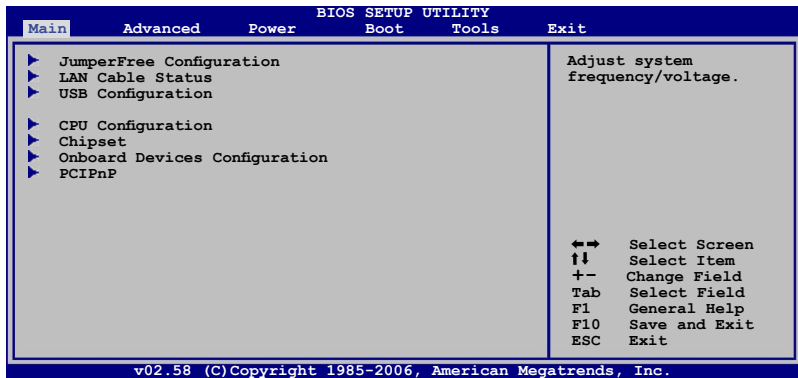 BIOS SETUP UTILITY
Main Advanced Power Boot Tools Exit
JumperFree Configuration
LAN Cable Status
USB Configuration
CPU Configuration
Chipset
Onboard Devices Configuration
PCIPnP
Adjust system
frequency/voltage.
←→ Select Screen
↑↓ Select Item
+- Change Field
Tab Select Field
F1 General Help
F10 Save and Exit
ESC Exit
v02.58 (C)Copyright 1985-2006, American Megatrends, Inc.